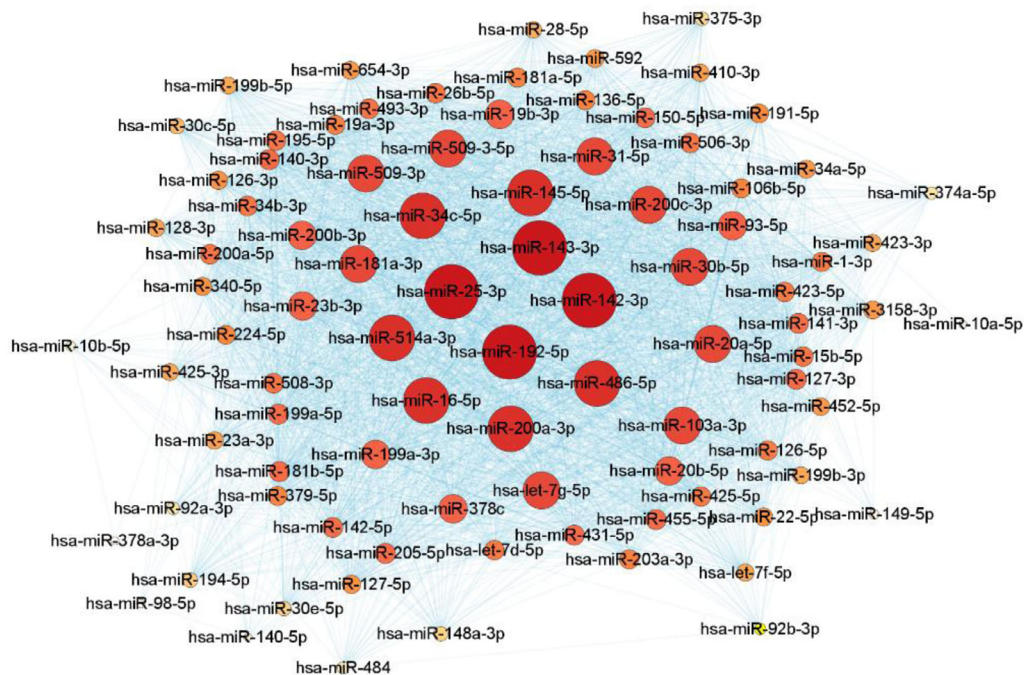 hsa-miR-375-3p
hsa-miR-28-5p
hsa-miR-592
hsa-miR-654-3p
hsa-miR-410-3p
hsa-miR-181a-5p
hsa-miR-199b-5p
hsa-miR-26b-5p
hsa-miR-136-5p
hsa-miR-493-3p
hsa-miR-19b-3p
hsa-miR-191-5p
hsa-miR-150-5p
hsa-miR-30c-5p
hsa-miR-19a-3p
hsa-miR-195-5p
hsa-miR-506-3p
hsa-miR-509-3-5p
hsa-miR-31-5p
hsa-miR-140-3p
hsa-miR-34a-5p
hsa-miR-509-3p
hsa-miR-126-3p
hsa-miR-106b-5p
hsa-miR-145-5p
hsa-miR-374a-5p
hsa-miR-200c-3p
hsa-miR-34b-3p
hsa-miR-34c-5p
hsa-miR-93-5p
hsa-miR-128-3p
hsa-miR-200b-3p
hsa-miR-423-3p
hsa-miR-143-3p
hsa-miR-200a-5p
hsa-miR-1-3p
hsa-miR-181a-3p
hsa-miR-30b-5p
hsa-miR-340-5p
hsa-miR-25-3p
hsa-miR-423-5p
hsa-miR-142-3p
hsa-miR-23b-3p
hsa-miR-3158-3p
hsa-miR-141-3p
hsa-miR-10a-5p
hsa-miR-224-5p
hsa-miR-514a-3p
hsa-miR-20a-5p
hsa-miR-10b-5p
hsa-miR-192-5p
hsa-miR-15b-5p
hsa-miR-425-3p
hsa-miR-127-3p
hsa-miR-508-3p
hsa-miR-486-5p
hsa-miR-16-5p
hsa-miR-452-5p
hsa-miR-199a-5p
hsa-miR-103a-3p
hsa-miR-200a-3p
hsa-miR-23a-3p
hsa-miR-126-5p
hsa-miR-199a-3p
hsa-miR-181b-5p
hsa-miR-20b-5p
hsa-miR-199b-3p
hsa-let-7g-5p
hsa-miR-379-5p
hsa-miR-425-5p
hsa-miR-92a-3p
hsa-miR-378c
hsa-miR-149-5p
hsa-miR-455-5p
hsa-miR-22-5p
hsa-miR-142-5p
hsa-miR-431-5p
hsa-miR-378a-3p
hsa-let-7d-5p
hsa-miR-205-5p
hsa-miR-203a-3p
hsa-let-7f-5p
hsa-miR-194-5p
hsa-miR-127-5p
hsa-miR-98-5p
hsa-miR-30e-5p
hsa-miR-92b-3p
hsa-miR-148a-3p
hsa-miR-140-5p
hsa-miR-484